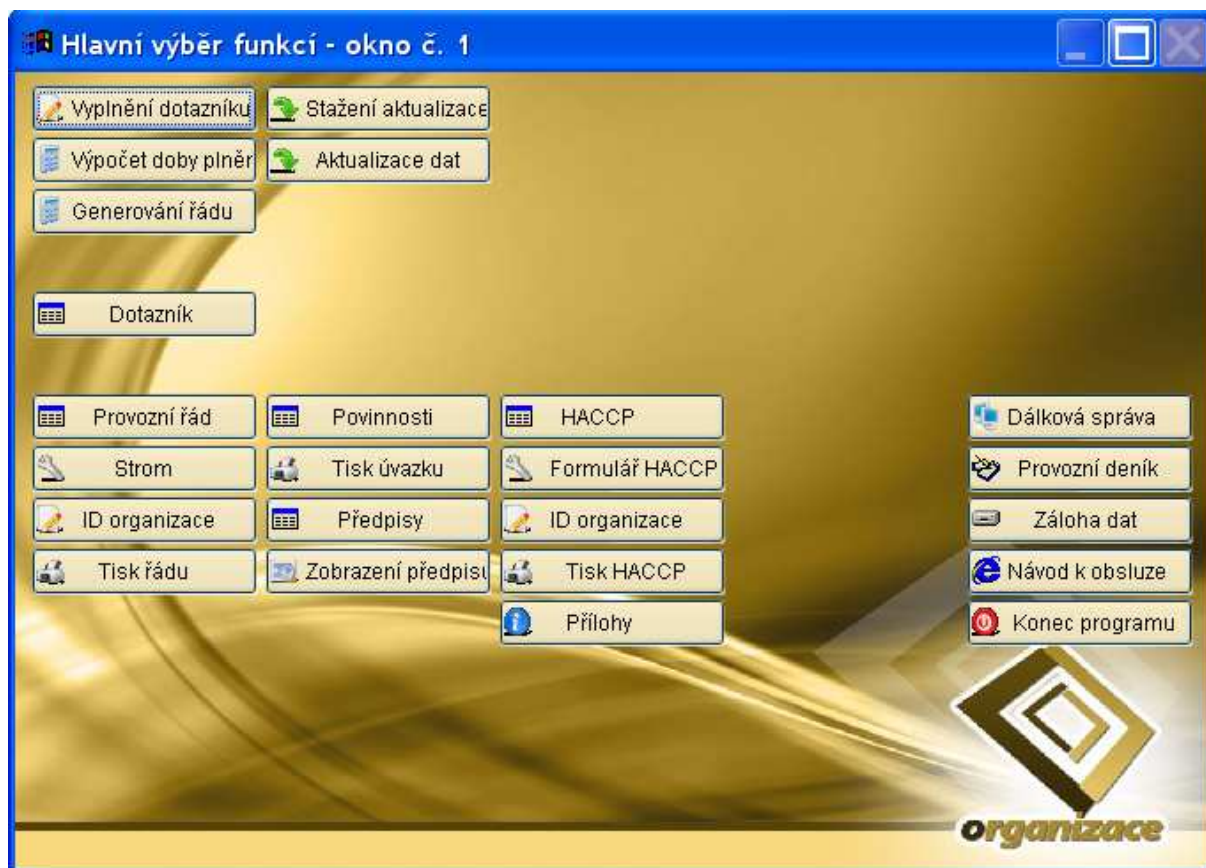 Hlavní výběr funkcí - okno č. 1
Vyplnění dotazníku
Stažení aktualizace
Výpočet doby plněr
Aktualizace dat
Generování řádu
Dotazník
Provozní řád
Povinnosti
HACCP
Dálková správa
Strom
Tisk úvazku
Formulář HACCP
Provozní deník
ID organizace
Předpisy
ID organizace
Záloha dat
Tisk řádu
Zobrazení předpisu
Tisk HACCP
Návod k obsluze
Přílohy
Konec programu
organizace